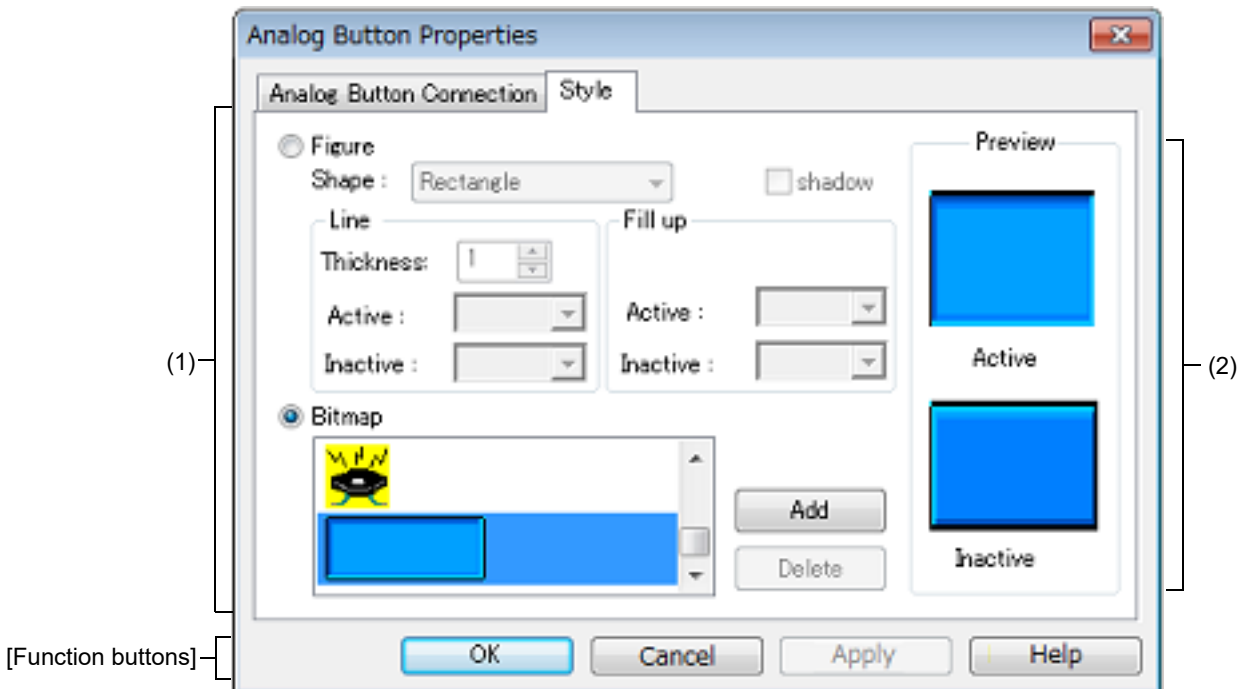 Analog Button Properties
Analog Button Connection
Style
Figure
Shape :
Rectangle
shadow
Line
Thickness:
1
Active :
Inactive :
Fill up
Active :
Inactive :
Bitmap
Add
Delete
Preview
Active
Inactive
(1)
(2)
[Function buttons]
OK
Cancel
Apply
Help